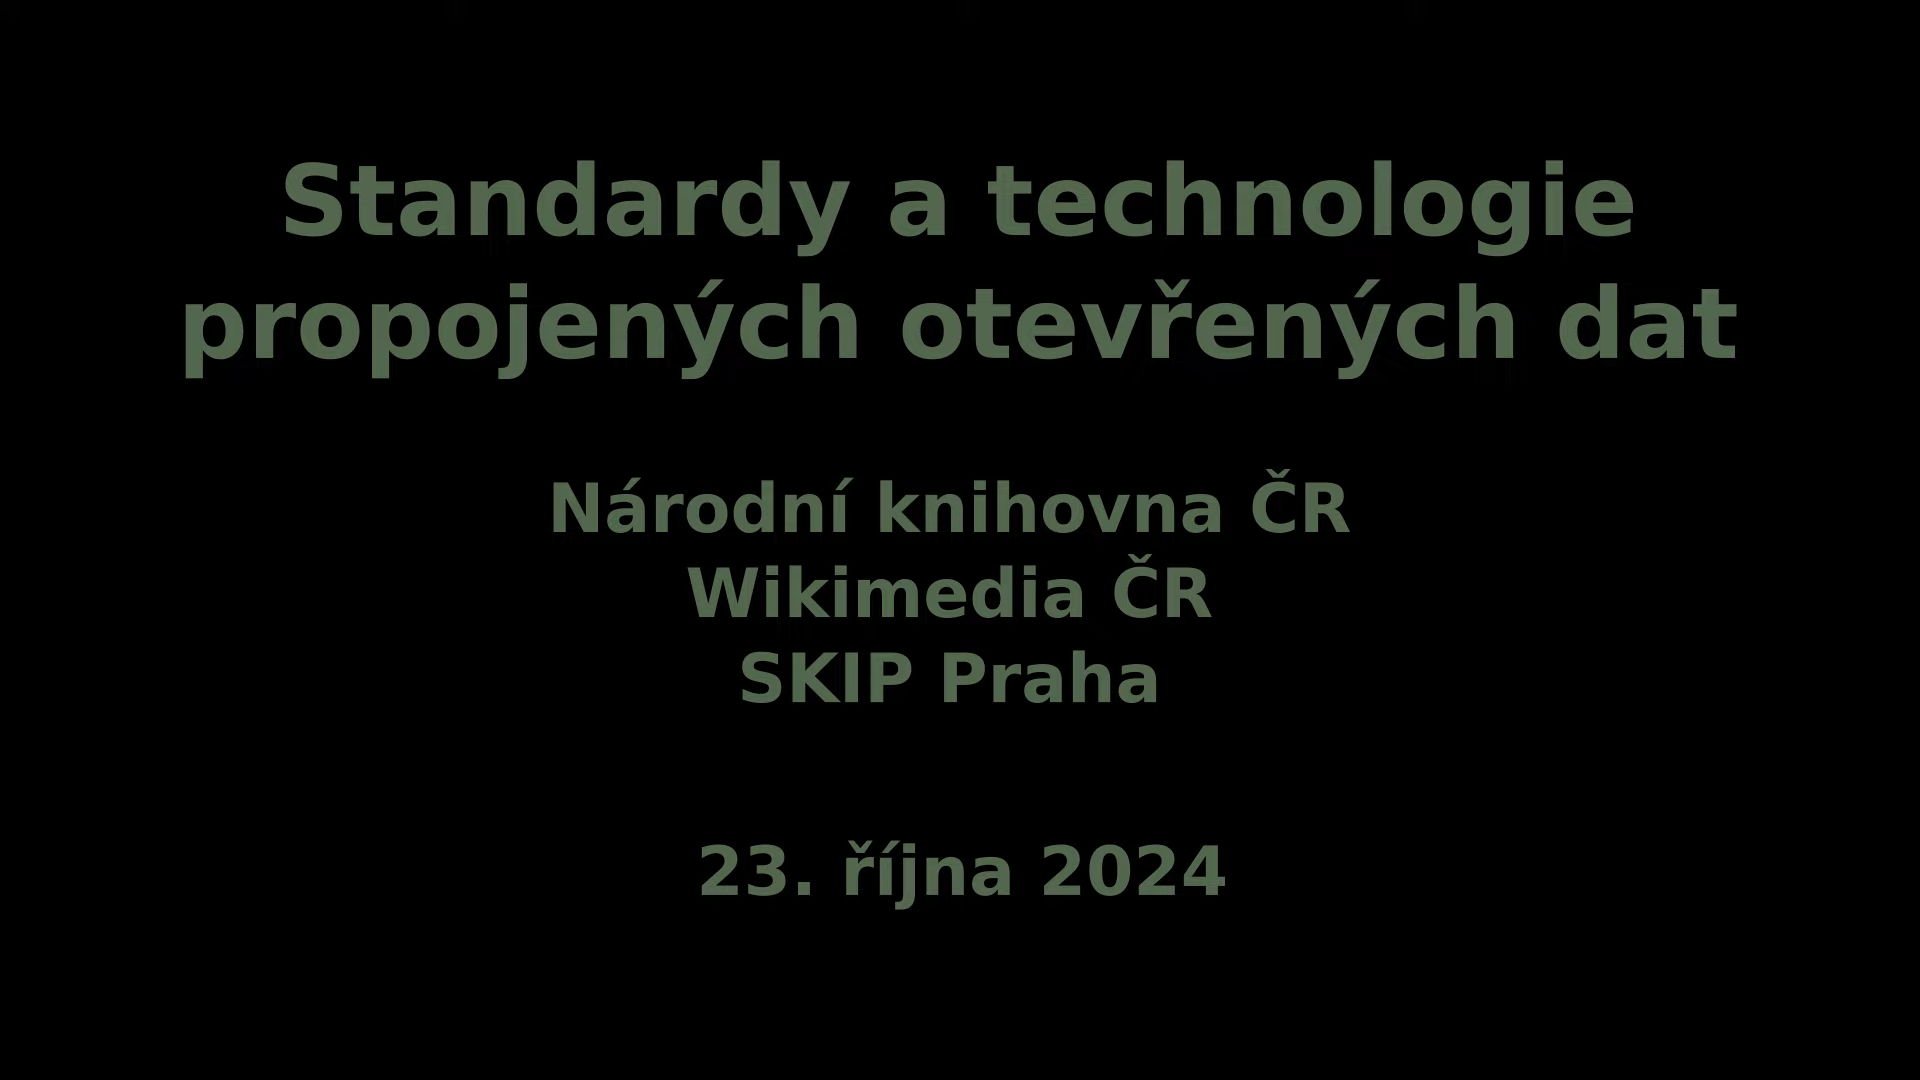 Standardy a technologie
propojených otevřených dat
Národní knihovna ČR
Wikimedia ČR
SKIP Praha
23. října 2024